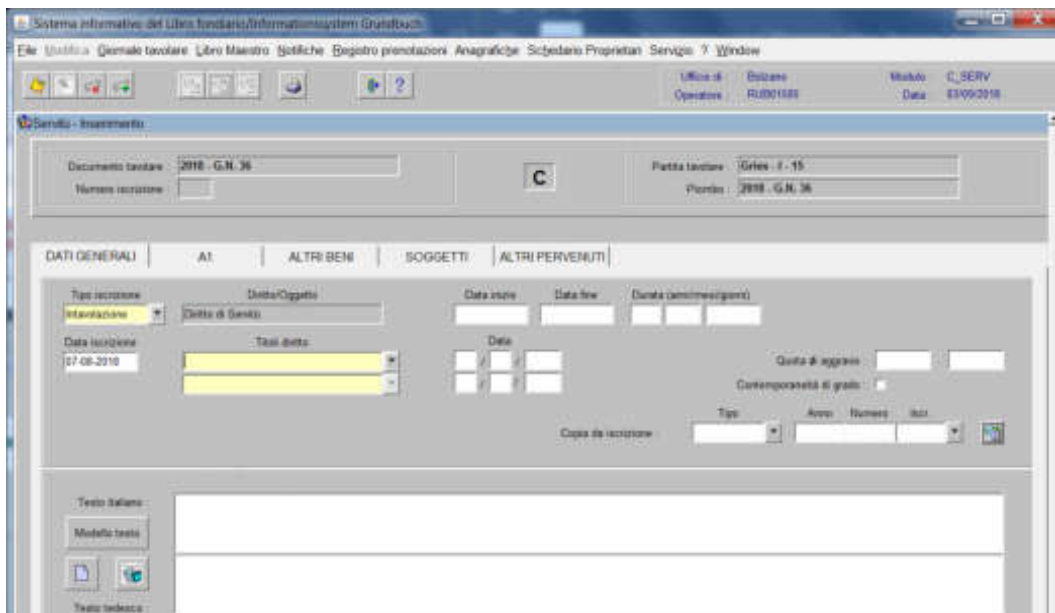 Sistema informativo del Libro fondiario/Informationssystem Grundbuch
File Modifica Giornale tavolare Libro Maestro Notifiche Registro prenotazioni Anagrafiche Schedario Proprietari Servizio ? Window
Ufficio di Bolzano Modulo C_SERV
Operatore Data 03/09/2018
Servitù - Inserimento
Documento tavolare 2018 - G.N. 36 C Partita tavolare Gries - I - 15
Numero iscrizione Piombo : 2018 - G.N. 36
DATI GENERALI A1 ALTRI BENI SOGGETTI ALTRI PERVENUTI
Tipo iscrizione Diritto/Oggetto Data inizio Data fine Durata (anni/mesi/giorni)
Intavolazione Diritto di Servitù
Data iscrizione Titoli diritto Data
07-08-2018 / / Quota di aggravio
/ / Contemporaneità di grado
Tipo Anno Numero Iscr.
Copia da iscrizione
Testo italiano
Modello testo
Testo tedesco